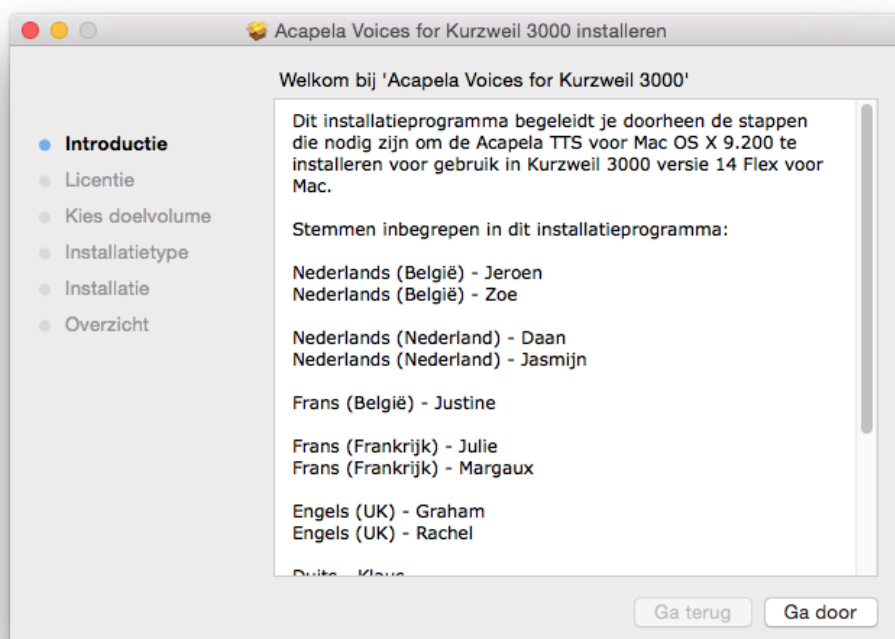 Acapela Voices for Kurzweil 3000 installeren
Welkom bij 'Acapela Voices for Kurzweil 3000'
Introductie
Licentie
Kies doelvolume
Installatietype
Installatie
Overzicht
Dit installatieprogramma begeleidt je doorheen de stappen
die nodig zijn om de Acapela TTS voor Mac OS X 9.200 te
installeren voor gebruik in Kurzweil 3000 versie 14 Flex voor
Mac.
Stemmen inbegrepen in dit installatieprogramma:
Nederlands (België) - Jeroen
Nederlands (België) - Zoe
Nederlands (Nederland) - Daan
Nederlands (Nederland) - Jasmijn
Frans (België) - Justine
Frans (Frankrijk) - Julie
Frans (Frankrijk) - Margaux
Engels (UK) - Graham
Engels (UK) - Rachel
Duits - Klaus
Ga terug
Ga door